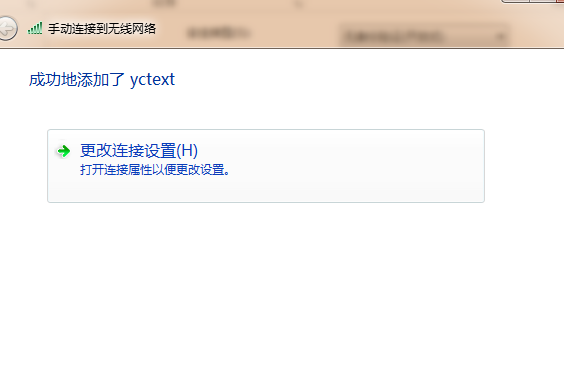 手动连接到无线网络
成功地添加了 yctext
更改连接设置(H)
打开连接属性以便更改设置。